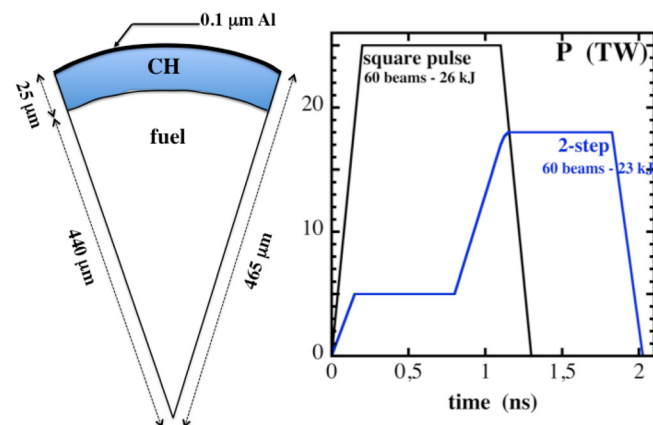 0.1 μm Al
CH
25 μm
fuel
440 μm
465 μm
P (TW)
square pulse
60 beams - 26 kJ
2-step
60 beams - 23 kJ
20
10
0
0
0,5
1
1,5
2
time (ns)